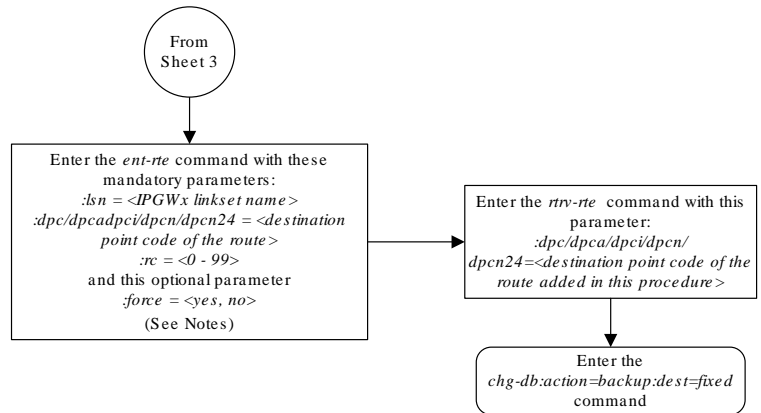 From
Sheet 3
Enter the ent-rte command with these
mandatory parameters:
:lsn = <IPGWx linkset name>
:dpc/dpcadpci/dpcn/dpcn24 = <destination
point code of the route>
:rc = <0 - 99>
and this optional parameter
:force = <yes, no>
(See Notes)
Enter the rtrv-rte command with this
parameter:
:dpc/dpca/dpci/dpcn/
dpcn24=<destination point code of the
route added in this procedure>
Enter the
chg-db:action=backup:dest=fixed
command